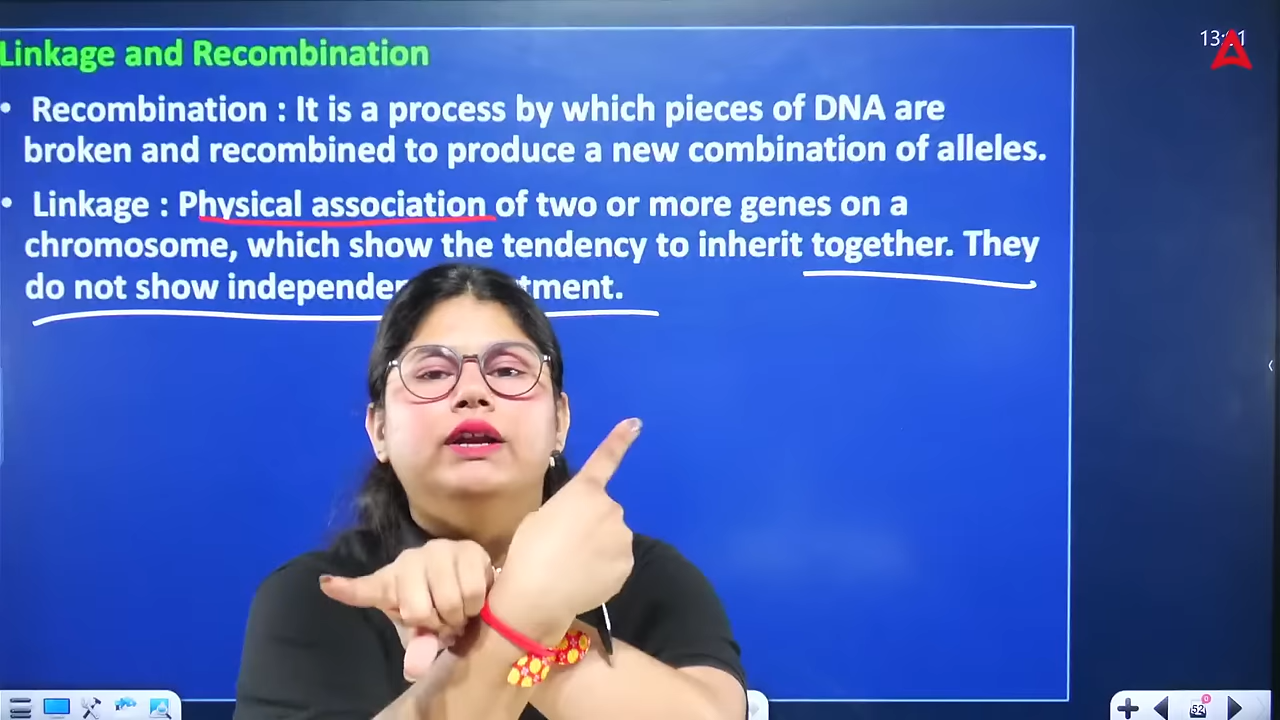 Linkage and Recombination
• Recombination : It is a process by which pieces of DNA are
broken and recombined to produce a new combination of alleles.
• Linkage : Physical association of two or more genes on a
chromosome, which show the tendency to inherit together. They
do not show tment.
52